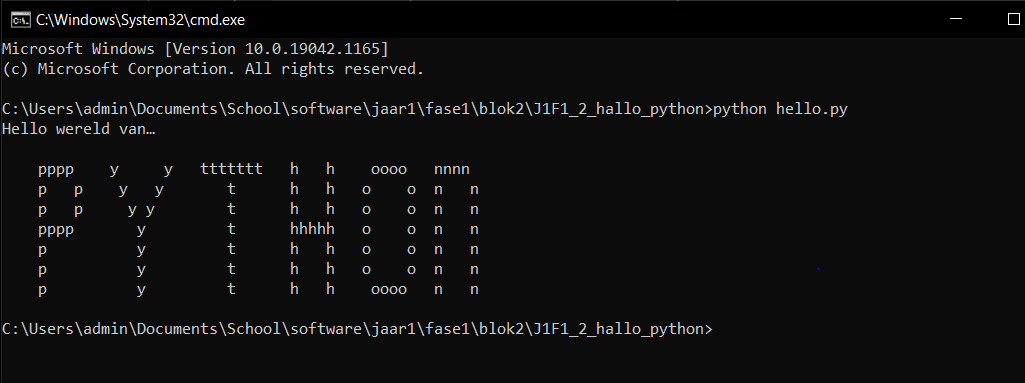 C:\Windows\System32\cmd.exe
Microsoft Windows [Version 10.0.19042.1165]
(c) Microsoft Corporation. All rights reserved.
C:\Users\admin\Documents\School\software\jaar1\fase1\blok2\J1F1_2_hallo_python>python hello.py
Hello wereld van…
    pppp    y     y   ttttttt   h   h    oooo   nnnn
    p   p    y   y       t      h   h   o    o  n   n
    p   p     y y        t      h   h   o    o  n   n
    pppp       y         t      hhhhh   o    o  n   n
    p          y         t      h   h   o    o  n   n
    p          y         t      h   h   o    o  n   n
    p          y         t      h   h    oooo   n   n
C:\Users\admin\Documents\School\software\jaar1\fase1\blok2\J1F1_2_hallo_python>